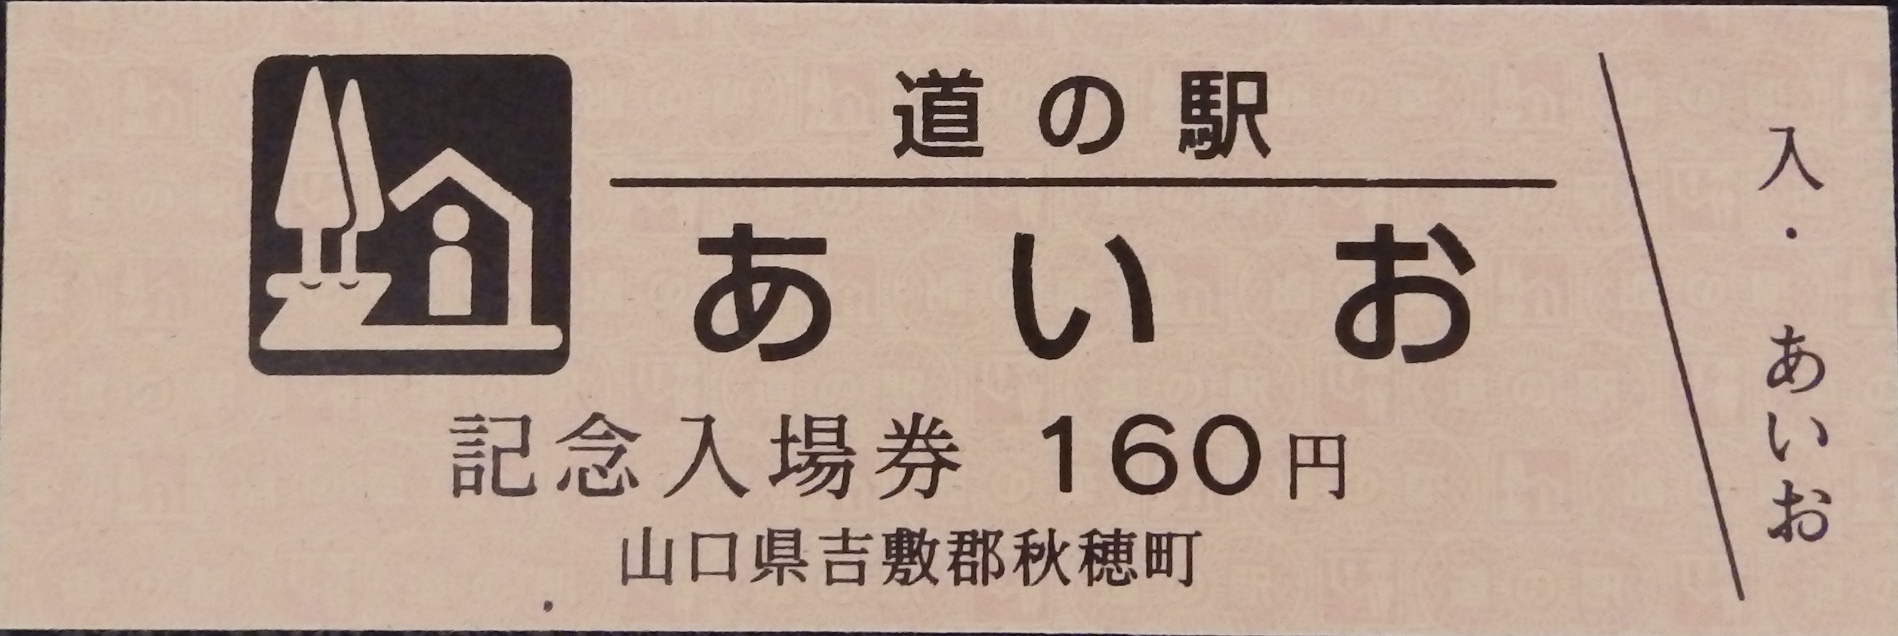 道の駅
あいお
記念入場券 160円
山口県吉敷郡秋穂町
入・あいお